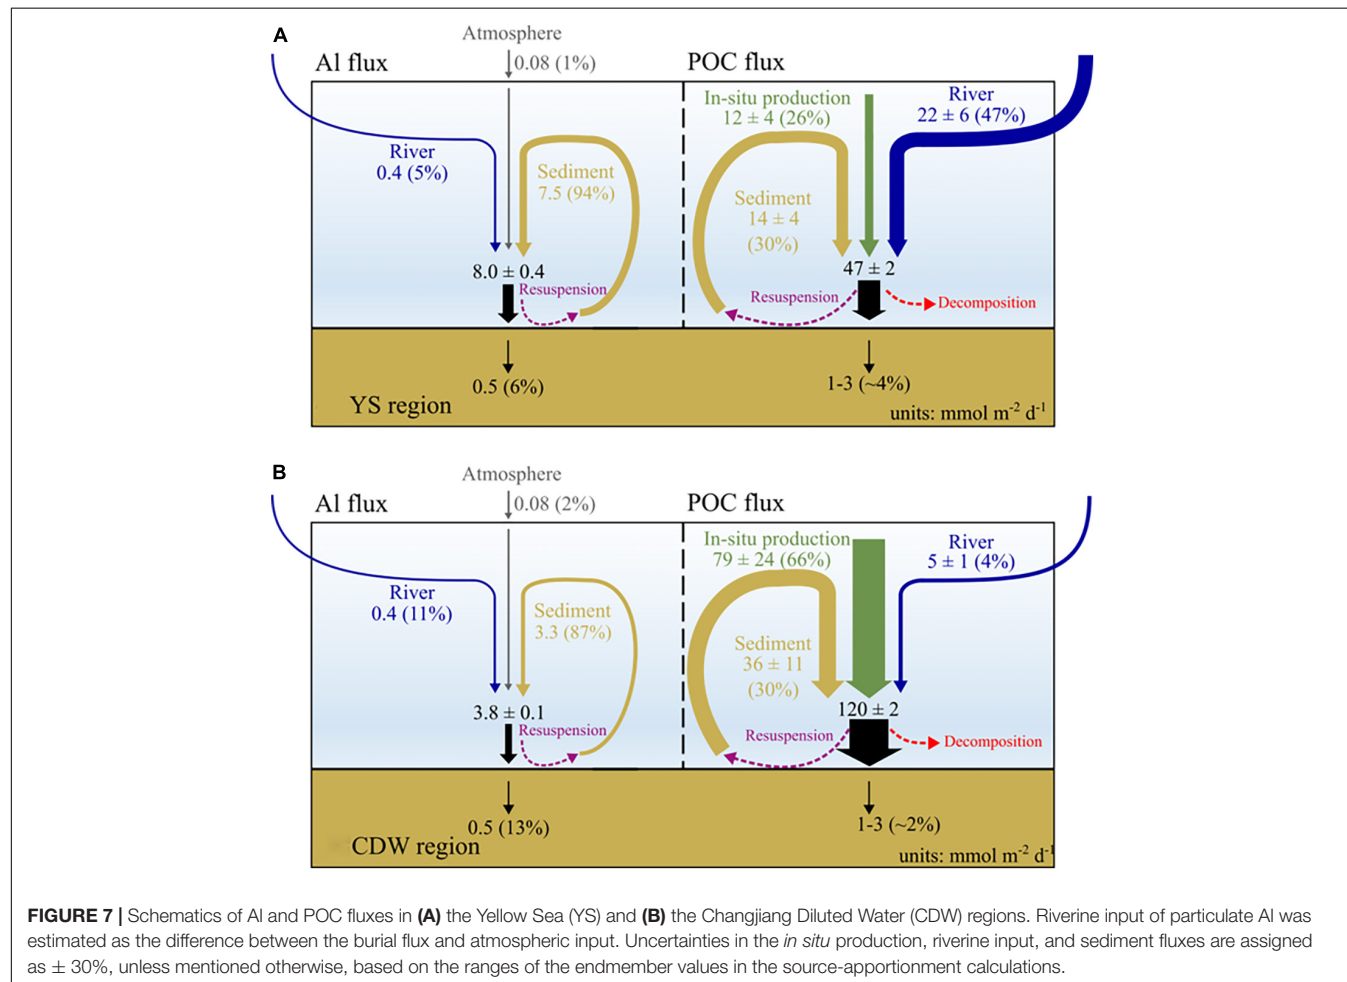 A
Atmosphere
0.08 (1%)
Al flux
POC flux
River
0.4 (5%)
Sediment
7.5 (94%)
8.0 ± 0.4
Resuspension
0.5 (6%)
In-situ production
12 ± 4 (26%)
River
22 ± 6 (47%)
Sediment
14 ± 4
(30%)
47 ± 2
Resuspension
Decomposition
1-3 (~4%)
YS region
units: mmol m⁻² d⁻¹
B
Atmosphere
0.08 (2%)
Al flux
POC flux
River
0.4 (11%)
Sediment
3.3 (87%)
3.8 ± 0.1
Resuspension
0.5 (13%)
In-situ production
79 ± 24 (66%)
River
5 ± 1 (4%)
Sediment
36 ± 11
(30%)
120 ± 2
Resuspension
Decomposition
1-3 (~2%)
CDW region
units: mmol m⁻² d⁻¹
FIGURE 7 | Schematics of Al and POC fluxes in (A) the Yellow Sea (YS) and (B) the Changjiang Diluted Water (CDW) regions. Riverine input of particulate Al was
estimated as the difference between the burial flux and atmospheric input. Uncertainties in the in situ production, riverine input, and sediment fluxes are assigned
as ± 30%, unless mentioned otherwise, based on the ranges of the endmember values in the source-apportionment calculations.